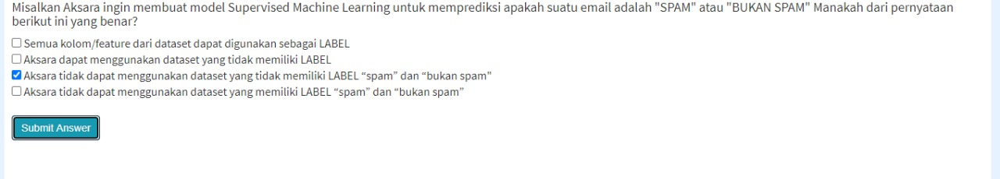 Misalkan Aksara ingin membuat model Supervised Machine Learning untuk memprediksi apakah suatu email adalah "SPAM" atau "BUKAN SPAM" Manakah dari pernyataan
berikut ini yang benar?
Semua kolom/feature dari dataset dapat digunakan sebagai LABEL
Aksara dapat menggunakan dataset yang tidak memiliki LABEL
Aksara tidak dapat menggunakan dataset yang tidak memiliki LABEL “spam” dan “bukan spam"
Aksara tidak dapat menggunakan dataset yang memiliki LABEL “spam” dan “bukan spam”
Submit Answer